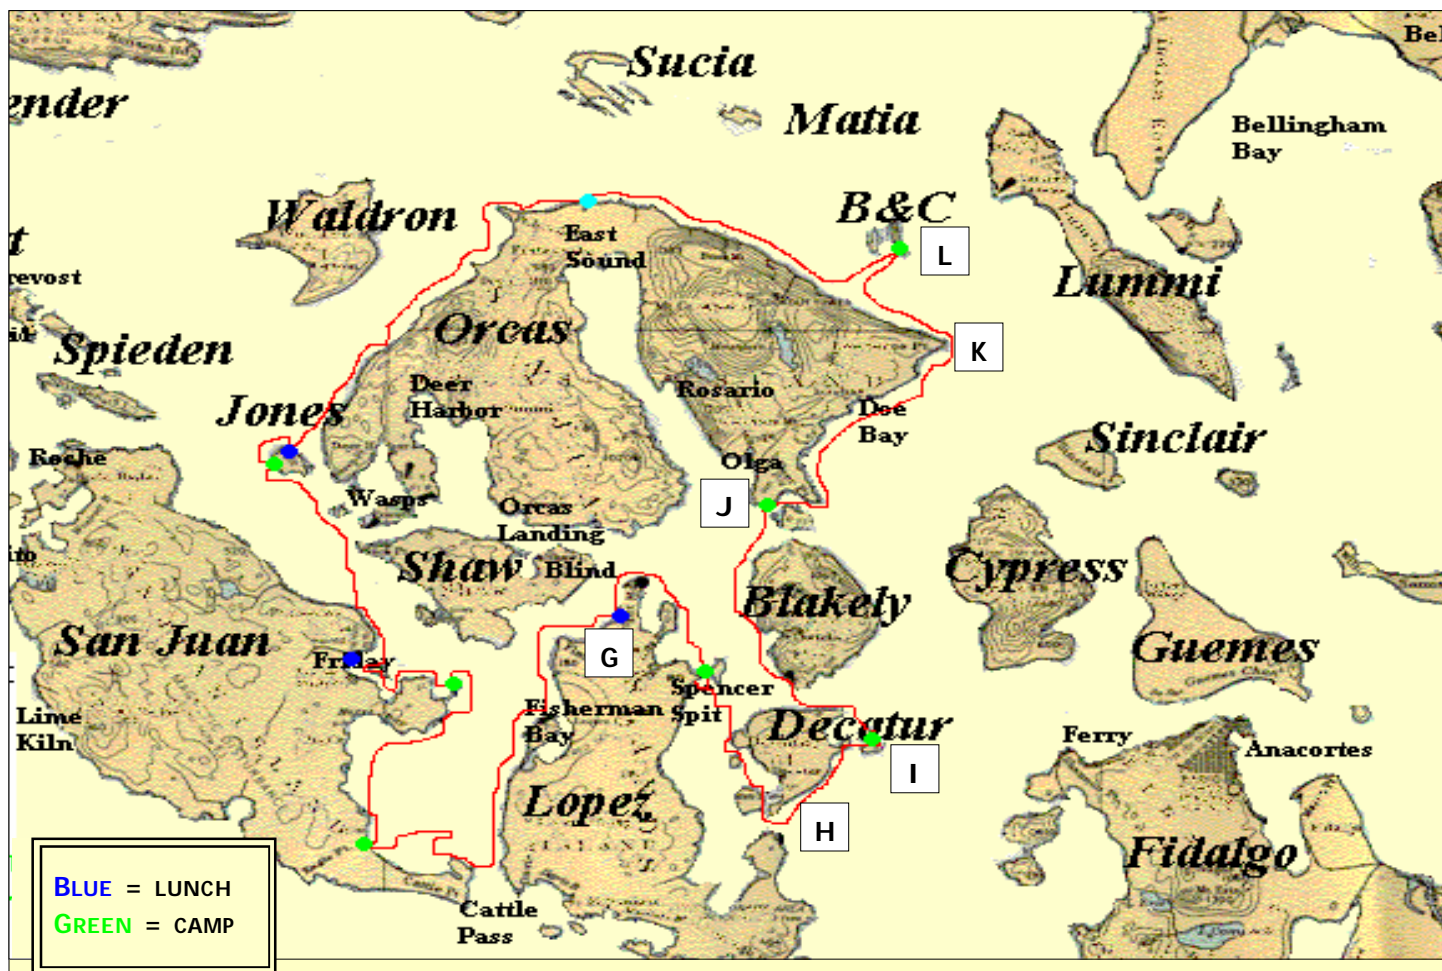 Sucia
Bel
ender
Matia
Bellingham
Bay
Waldron
B&C
t
East
Sound
L
revost
Lummi
Orcas
Spieden
K
Rosario
Deer
Harbor
Jones
Doe
Bay
Sinclair
Roche
Olga
Wasps
Orcas
Landing
J
Shaw
Blind
Cypress
Blakely
San Juan
Friday
G
Guemes
Spencer
Spit
Fisherman
Bay
Lime
Kiln
Decatur
Ferry
Anacortes
I
Lopez
H
Fidalgo
BLUE = LUNCH
GREEN = CAMP
Cattle
Pass